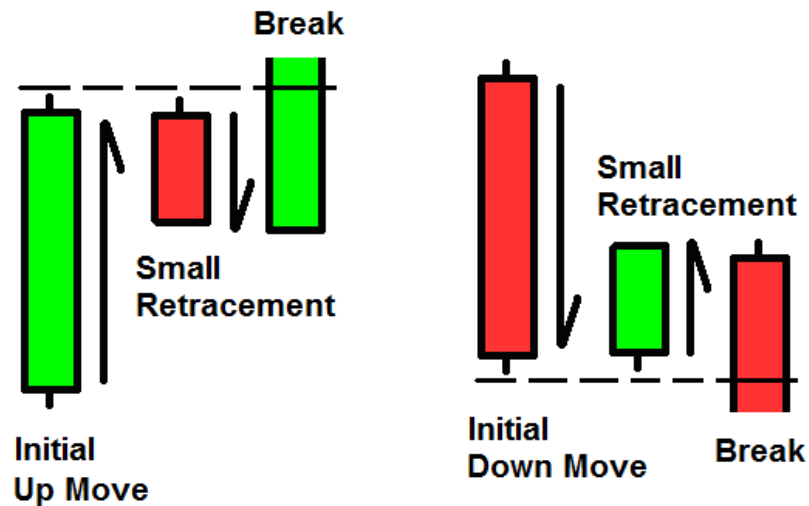 Break
Small
Retracement
Initial
Up Move
Small
Retracement
Initial
Down Move
Break